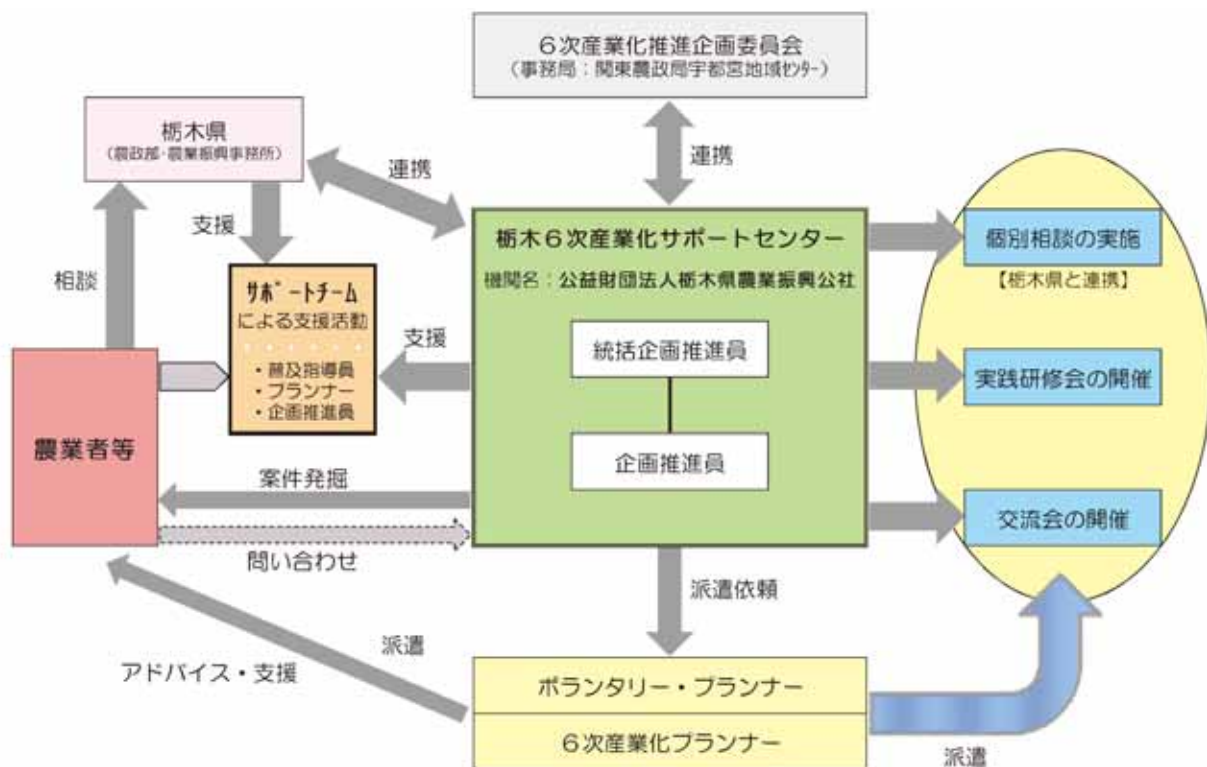 6次産業化推進企画委員会
(事務局:関東農政局宇都宮地域ｾﾝﾀｰ)
栃木県
(農政部・農業振興事務所)
連携
連携
支援
相談
栃木6次産業化サポートセンター
機関名:公益財団法人栃木県農業振興公社
統括企画推進員
企画推進員
個別相談の実施
【栃木県と連携】
実践研修会の開催
交流会の開催
ｻﾎﾟｰﾄﾁｰﾑ
による支援活動
・・・・・・
・普及指導員
・プランナー
・企画推進員
支援
農業者等
案件発掘
問い合わせ
派遣依頼
派遣
アドバイス・支援
ボランタリー・プランナー
6次産業化プランナー
派遣